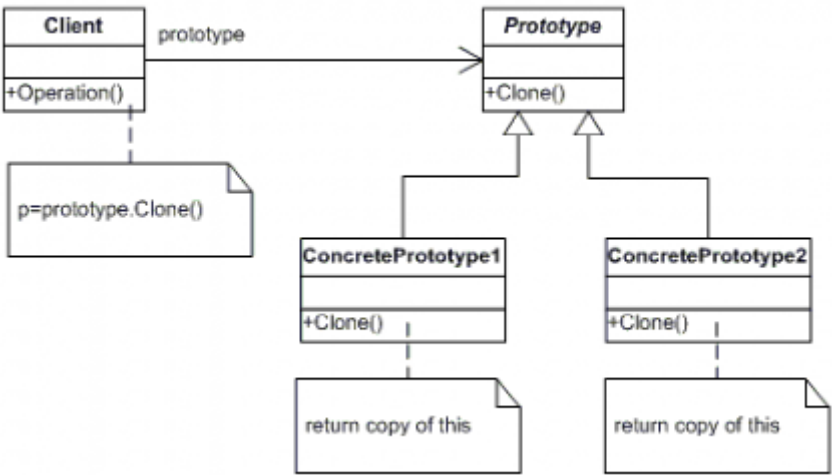 Client
prototype
Prototype
+Operation()
+Clone()
p=prototype.Clone()
ConcretePrototype1
ConcretePrototype2
+Clone()
+Clone()
return copy of this
return copy of this